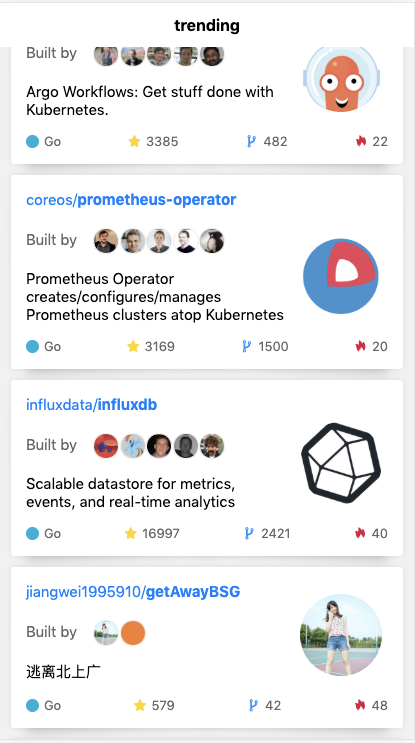 trending
Built by
Argo Workflows: Get stuff done with
Kubernetes.
Go 3385 482 22
coreos/prometheus-operator
Built by
Prometheus Operator
creates/configures/manages
Prometheus clusters atop Kubernetes
Go 3169 1500 20
influxdata/influxdb
Built by
Scalable datastore for metrics,
events, and real-time analytics
Go 16997 2421 40
jiangwei1995910/getAwayBSG
Built by
逃离北上广
Go 579 42 48